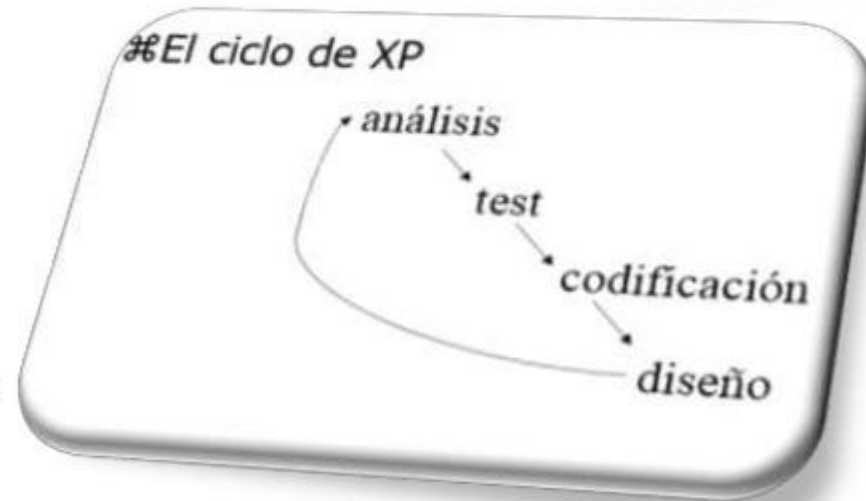 ⌘El ciclo de XP
análisis
test
codificación
diseño